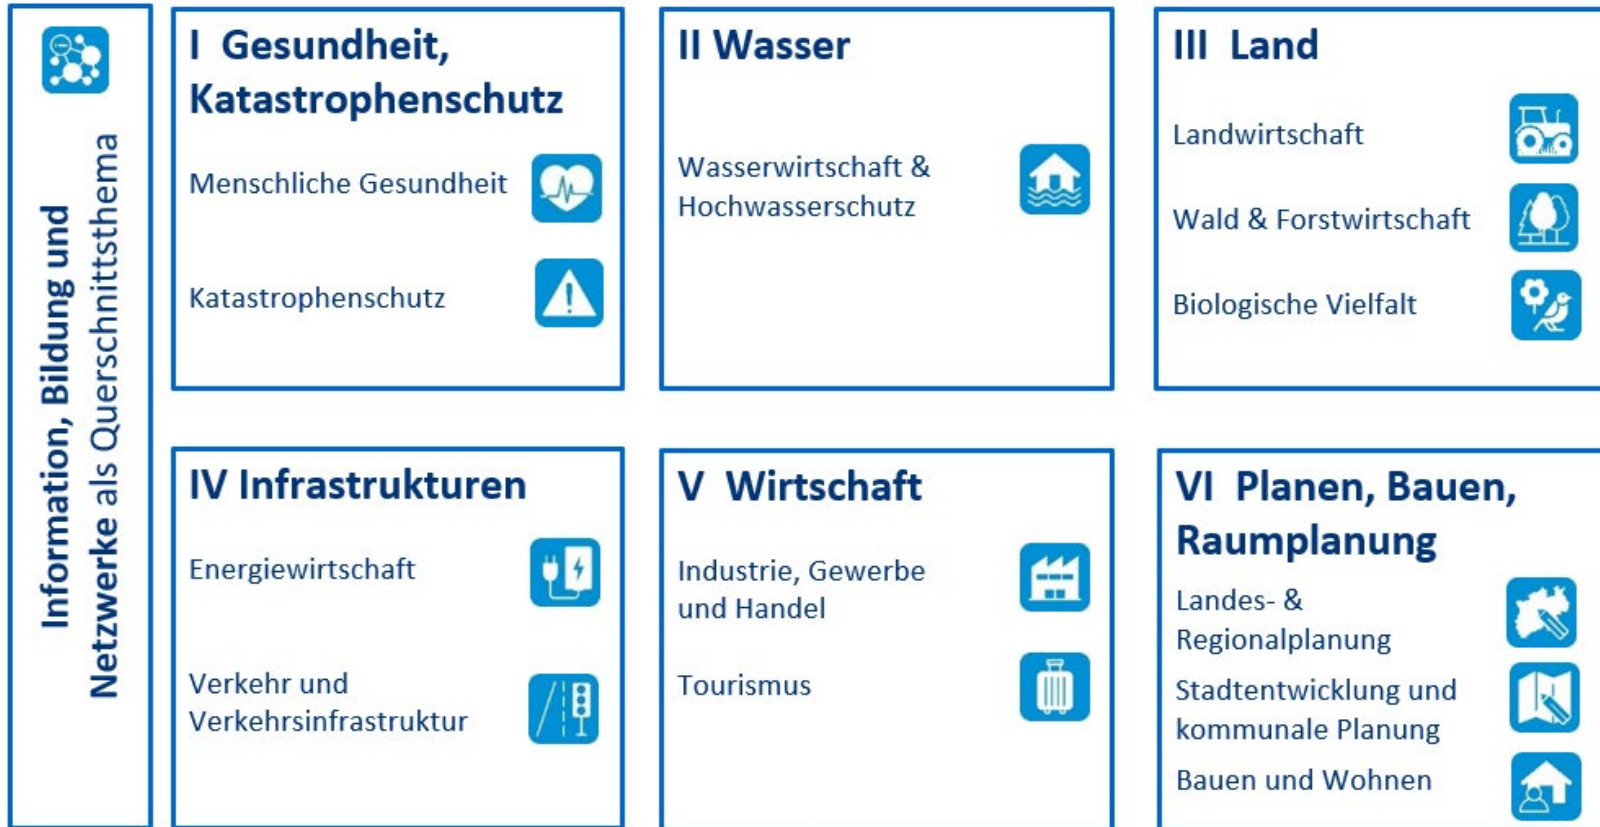 Information, Bildung und
Netzwerke als Querschnittsthema
I Gesundheit,
Katastrophenschutz
Menschliche Gesundheit
Katastrophenschutz
II Wasser
Wasserwirtschaft &
Hochwasserschutz
III Land
Landwirtschaft
Wald & Forstwirtschaft
Biologische Vielfalt
IV Infrastrukturen
Energiewirtschaft
Verkehr und
Verkehrsinfrastruktur
V Wirtschaft
Industrie, Gewerbe
und Handel
Tourismus
VI Planen, Bauen,
Raumplanung
Landes- &
Regionalplanung
Stadtentwicklung und
kommunale Planung
Bauen und Wohnen